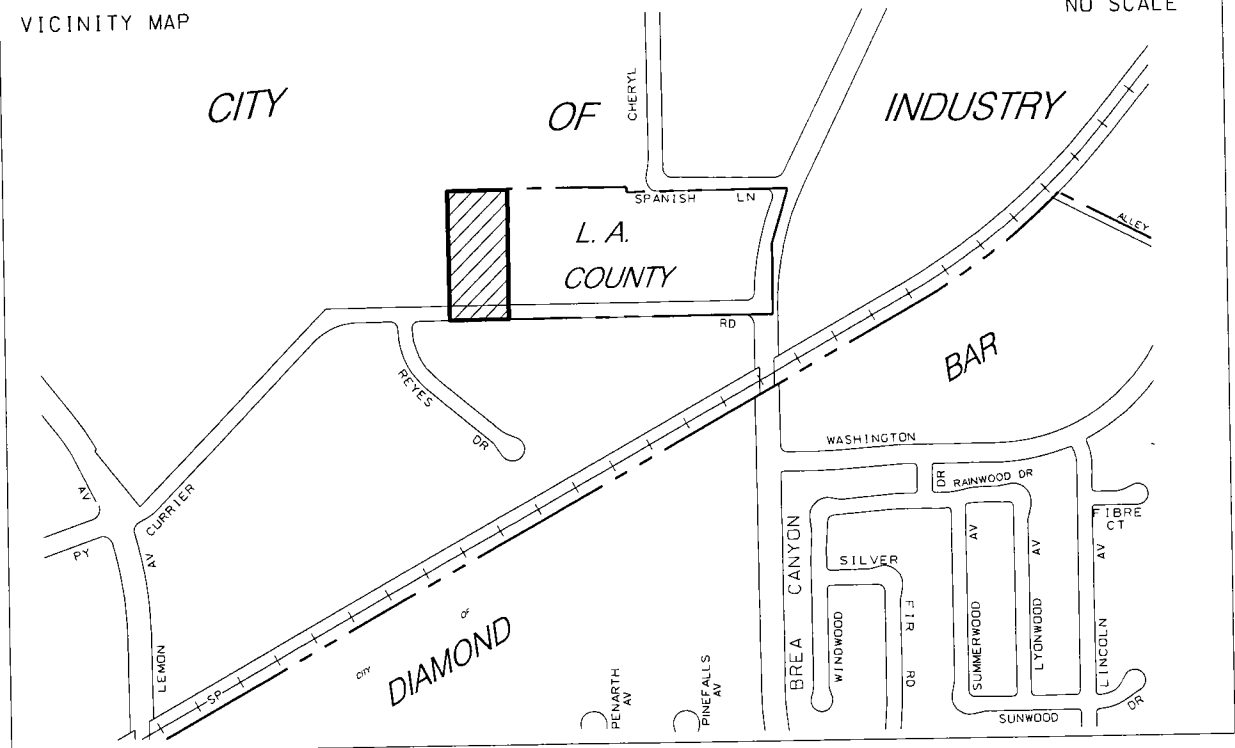 VICINITY MAP
NO SCALE
CITY OF INDUSTRY
CHERYL
SPANISH LN
L. A.
COUNTY
RD
ALLEY
REYES DR
BAR
WASHINGTON
DR
RAINWOOD DR
AV
CURRIER
PY
AV
FIBRE
CT
BREA CANYON
SILVER
FIR RD
WINDWOOD
SUMMERWOOD AV
LYONWOOD AV
LINCOLN AV
LEMON
SP
CITY
OF
DIAMOND
PENARTH
AV
PINEFALLS
AV
SUNWOOD DR